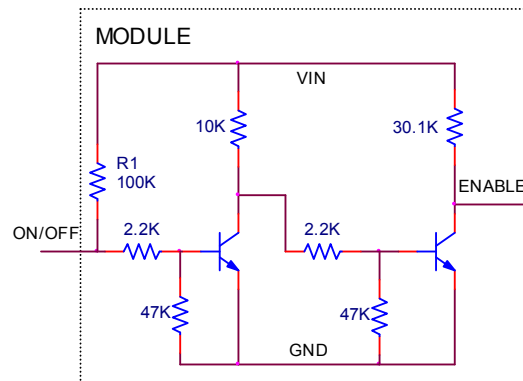 MODULE
VIN
10K
30.1K
R1
100K
ENABLE
ON/OFF
2.2K
2.2K
47K
47K
GND